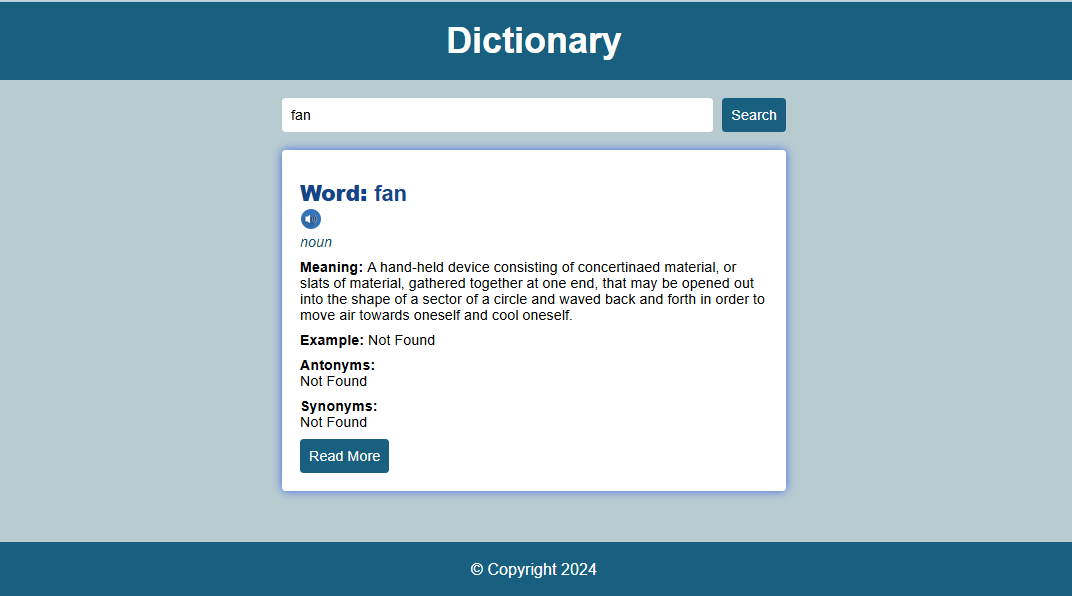 Dictionary
fan
Search
Word: fan
noun
Meaning: A hand-held device consisting of concertinaed material, or
slats of material, gathered together at one end, that may be opened out
into the shape of a sector of a circle and waved back and forth in order to
move air towards oneself and cool oneself.
Example: Not Found
Antonyms:
Not Found
Synonyms:
Not Found
Read More
© Copyright 2024